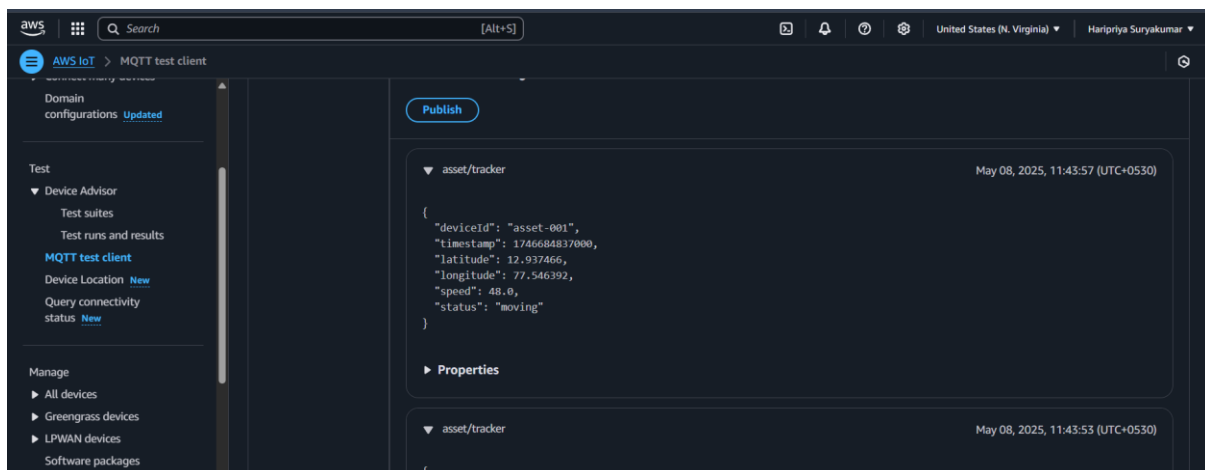 aws
Search [Alt+S]
United States (N. Virginia) ▼
Haripriya Suryakumar ▼
AWS IoT > MQTT test client
Connect many devices
Domain
configurations Updated
Test
Device Advisor
Test suites
Test runs and results
MQTT test client
Device Location New
Query connectivity
status New
Manage
All devices
Greengrass devices
LPWAN devices
Software packages
Publish
asset/tracker
May 08, 2025, 11:43:57 (UTC+0530)
{
"deviceId": "asset-001",
"timestamp": 1746684837000,
"latitude": 12.937466,
"longitude": 77.546392,
"speed": 48.0,
"status": "moving"
}
Properties
asset/tracker
May 08, 2025, 11:43:53 (UTC+0530)
{